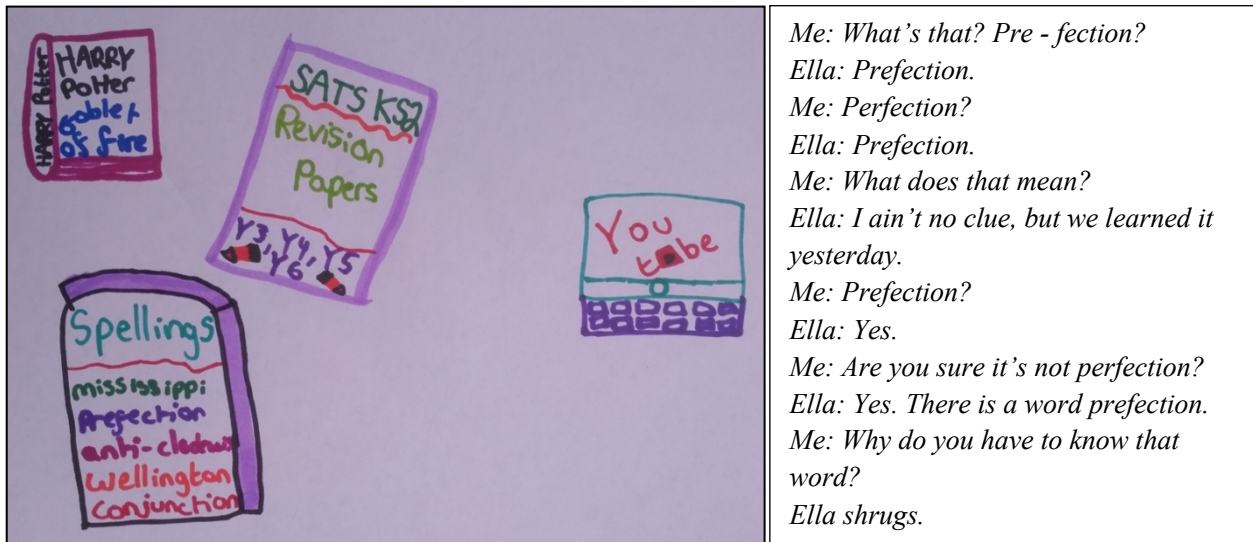 HARRY Potter
HARRY
Potter
Goblet
of fire
SATS KS2
Revision
Papers
Y3, Y4, Y5
Y6
You
tube
Spellings
mississippi
Prefection
anti-clockwis
Wellington
Conjunction
Me: What’s that? Pre - fection?
Ella: Prefection.
Me: Perfection?
Ella: Prefection.
Me: What does that mean?
Ella: I ain’t no clue, but we learned it
yesterday.
Me: Prefection?
Ella: Yes.
Me: Are you sure it’s not perfection?
Ella: Yes. There is a word prefection.
Me: Why do you have to know that
word?
Ella shrugs.